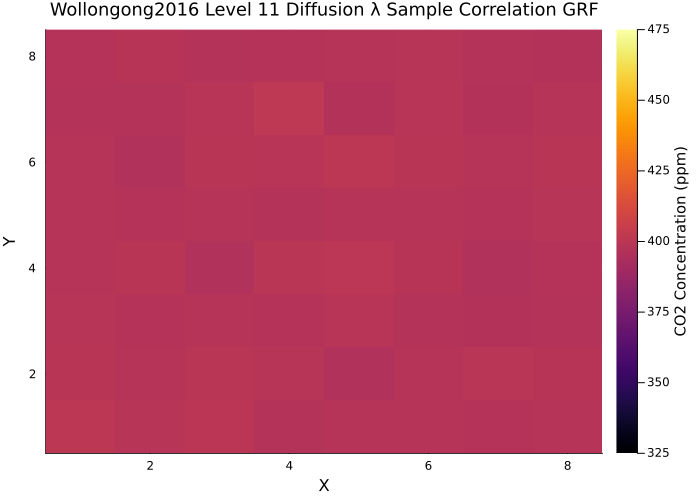 Wollongong2016 Level 11 Diffusion λ Sample Correlation GRF
8
6
4
2
Y
2 4 6 8
X
475
450
425
400
375
350
325
CO2 Concentration (ppm)